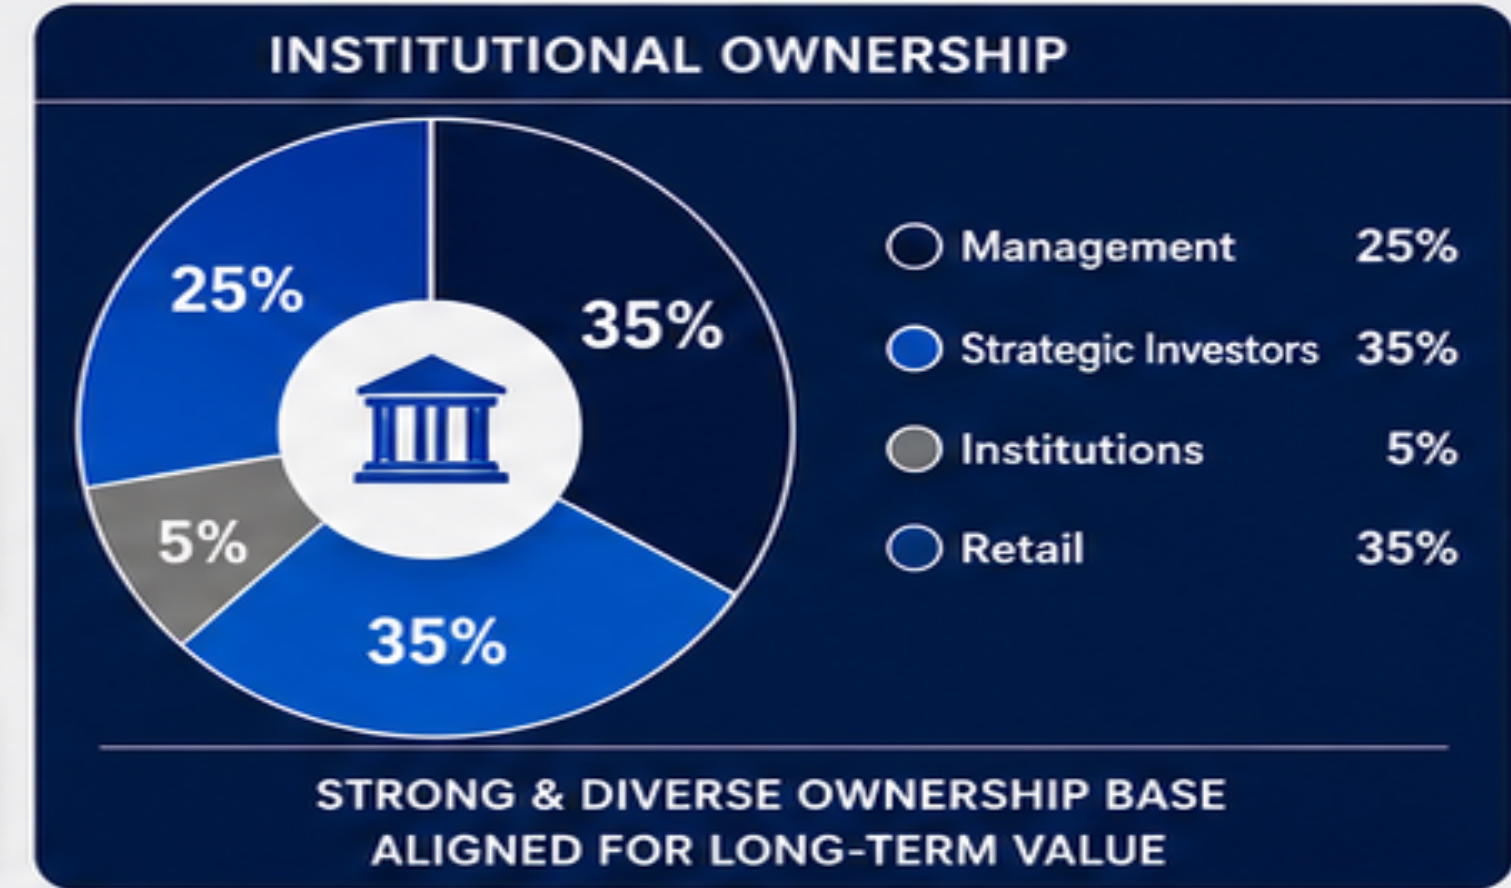 INSTITUTIONAL OWNERSHIP
25%
35%
5%
35%
Management 25%
Strategic Investors 35%
Institutions 5%
Retail 35%
STRONG & DIVERSE OWNERSHIP BASE
ALIGNED FOR LONG-TERM VALUE